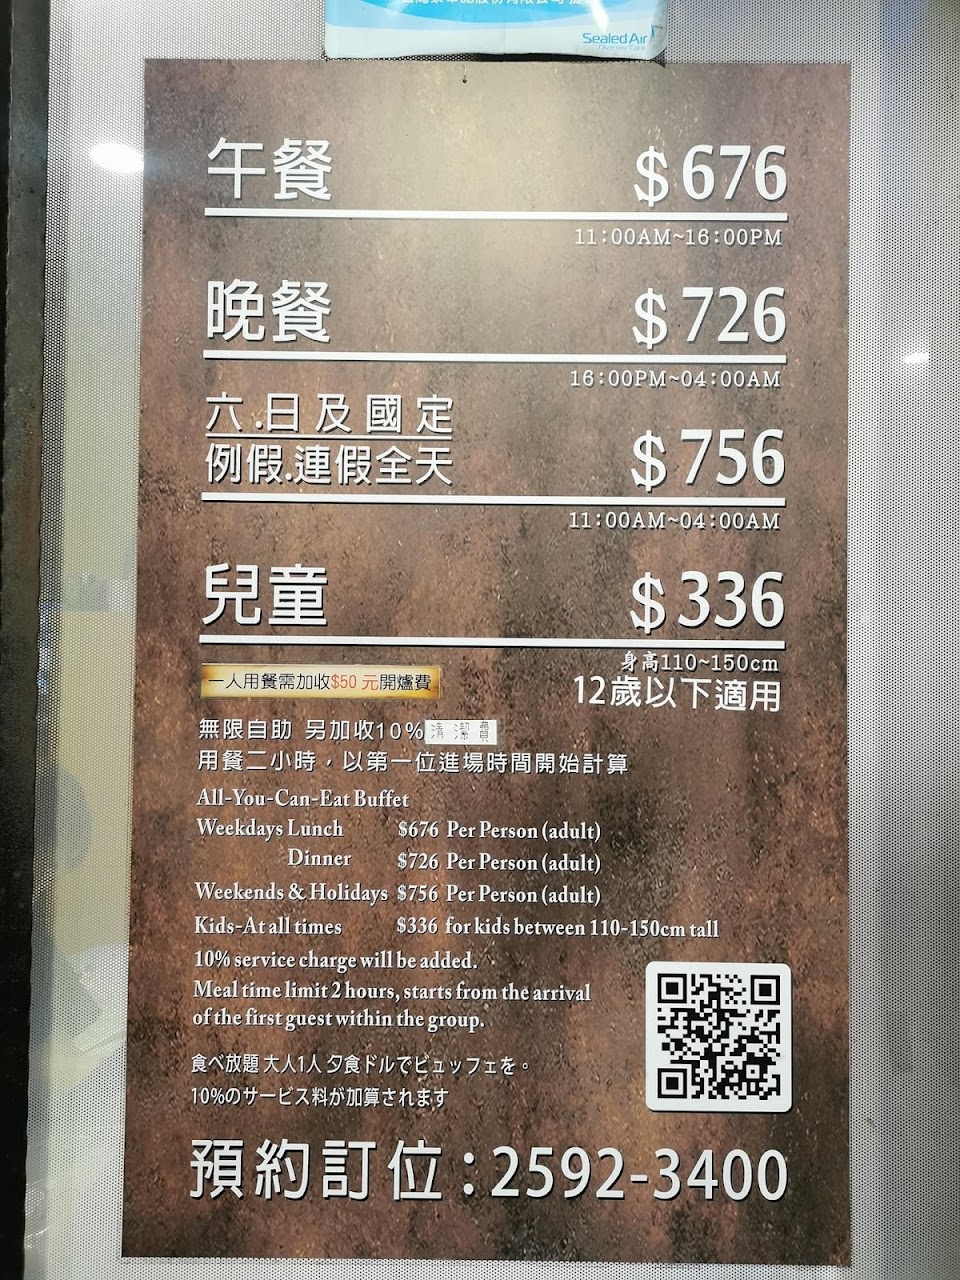 SealedAir
Diversey Care
午餐 $676
11:00AM~16:00PM
晚餐 $726
16:00PM~04:00AM
六.日及國定
例假.連假全天 $756
11:00AM~04:00AM
兒童 $336
身高110~150cm
12歲以下適用
一人用餐需加收$50元開爐費
無限自助 另加收10%清潔費
用餐二小時，以第一位進場時間開始計算
All-You-Can-Eat Buffet
Weekdays Lunch $676 Per Person (adult)
Dinner $726 Per Person (adult)
Weekends & Holidays $756 Per Person (adult)
Kids-At all times $336 for kids between 110-150cm tall
10% service charge will be added.
Meal time limit 2 hours, starts from the arrival
of the first guest within the group.
食べ放題 大人1人 夕食ドルでビュッフェを。
10%のサービス料が加算されます
預約訂位:2592-3400